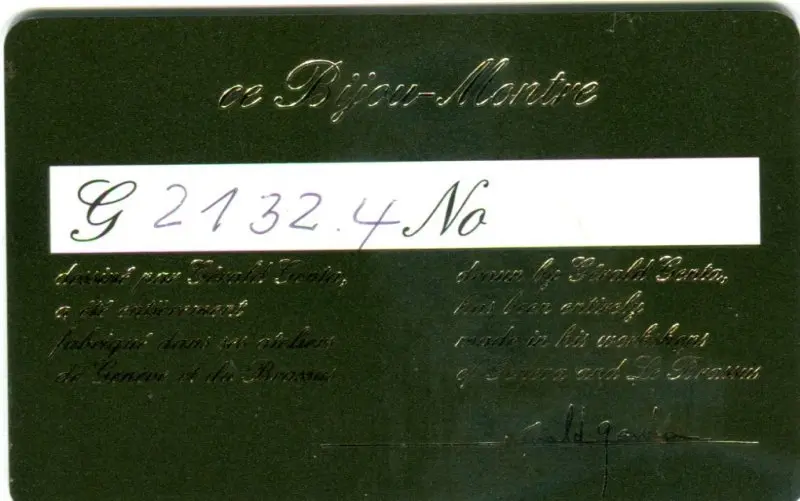 ce Bijou-Montre
G 2132.4 No
dessiné par Gérald Genta,
a été entièrement
fabriqué dans ses ateliers
de Genève et du Brassus
drawn by Gérald Genta,
has been entirely
made in his workshops
of Geneva and Le Brassus